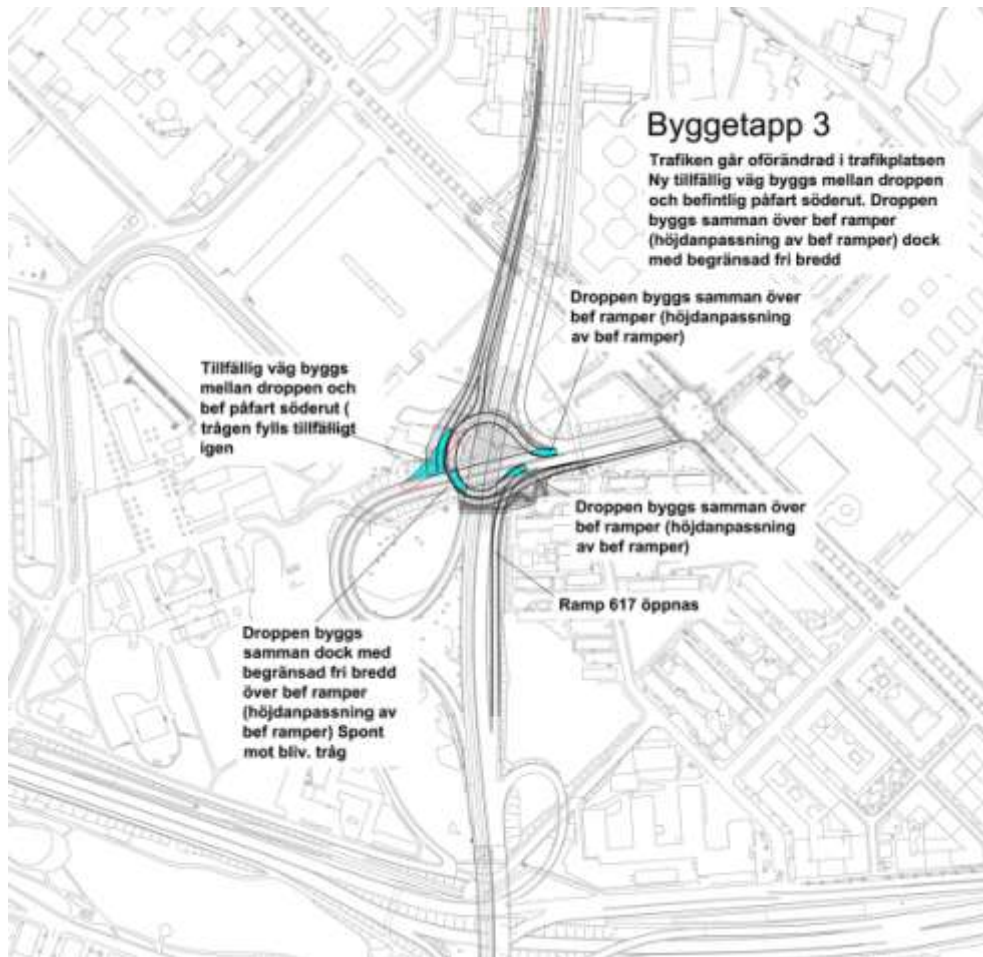 Byggetapp 3
Trafiken går oförändrad i trafikplatsen
Ny tillfällig väg byggs mellan droppen
och befintlig påfart söderut. Droppen
byggs samman över bef ramper
(höjdanpassning av bef ramper) dock
med begränsad fri bredd
Droppen byggs samman över
bef ramper (höjdanpassning
av bef ramper)
Tillfällig väg byggs
mellan droppen och
bef påfart söderut (
trågen fylls tillfälligt
igen
Droppen byggs samman över
bef ramper (höjdanpassning
av bef ramper)
Ramp 617 öppnas
Droppen byggs
samman dock med
begränsad fri bredd
över bef ramper
(höjdanpassning av
bef ramper) Spont
mot bliv. tråg